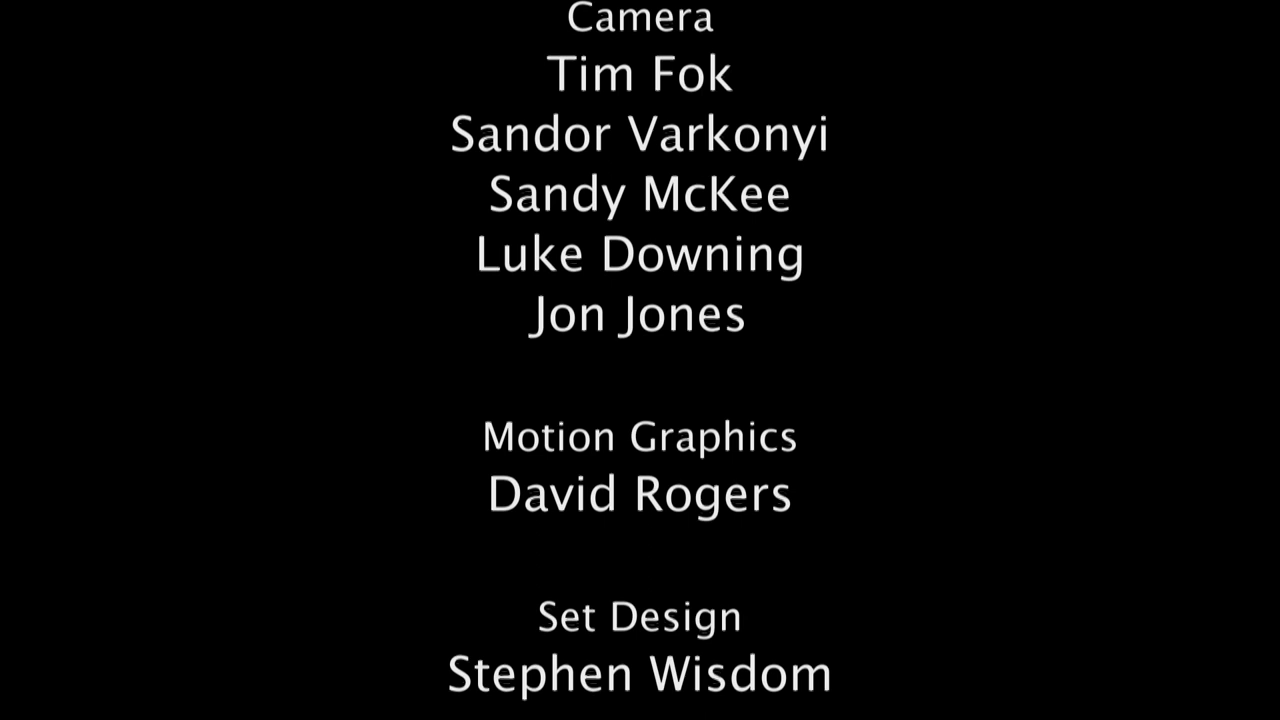 Camera
Tim Fok
Sandor Varkonyi
Sandy McKee
Luke Downing
Jon Jones
Motion Graphics
David Rogers
Set Design
Stephen Wisdom